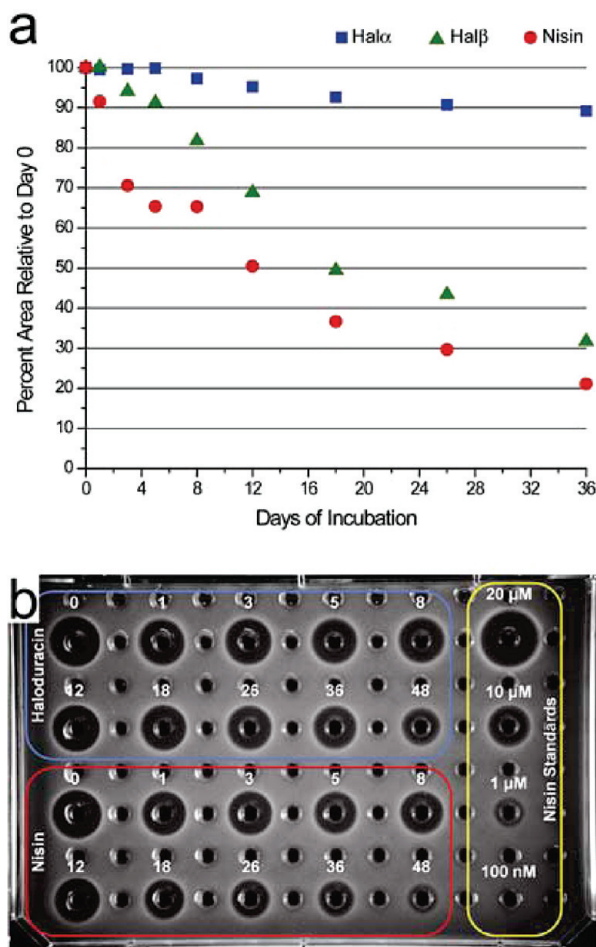 a
Halα Halβ Nisin
Percent Area Relative to Day 0
100
90
80
70
60
50
40
30
20
10
0
0 4 8 12 16 20 24 28 32 36
Days of Incubation
b
Haloduracin
0 1 3 5 8
12 18 26 36 48
Nisin
0 1 3 5 8
12 18 26 36 48
Nisin Standards
20 µM
10 µM
1 µM
100 nM